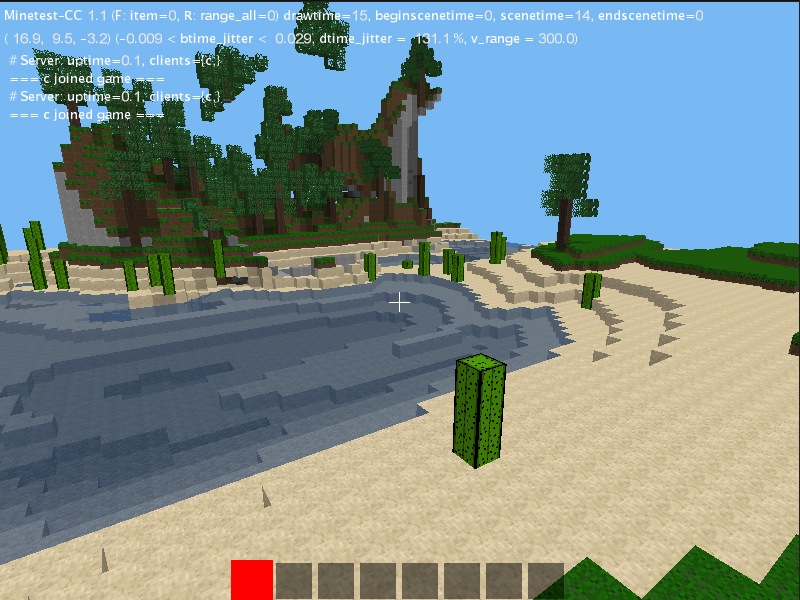 Minetest-CC 1.1 (F: Item=0, R: range_all=0) drawtime=15, beginscenetime=0, scenetime=14, endscenetime=0
( 16.9, 9.5, -3.2) (-0.009 < btime_jitter < 0.029, dtime_jitter = 131.1 %, v_range = 300.0)
# Server: uptime=0.1, clients={c,}
=== c joined game ===
# Server: uptime=0.1, clients={c,}
=== c joined game ===